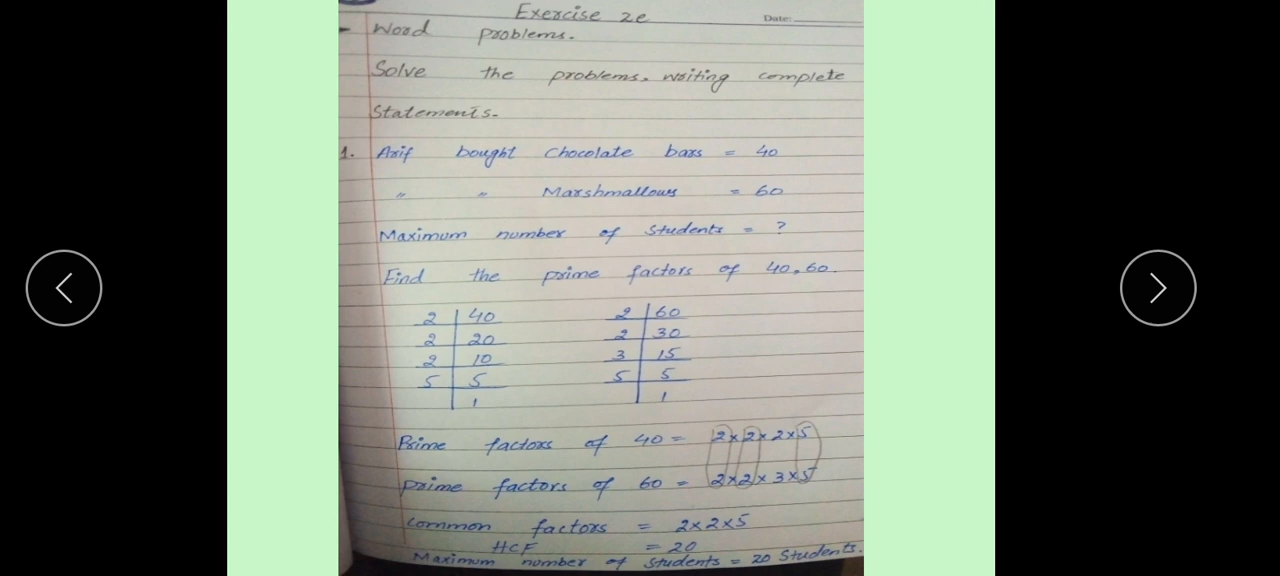 Exercise 2e
Date:
- Word problems.
Solve the problems. writing complete
Statements.
1. Arif bought Chocolate bars = 40
" " Marshmallows = 60
Maximum number of Students = ?
Find the prime factors of 40, 60.
2 | 40
2 | 20
2 | 10
5 | 5
1
2 | 60
2 | 30
3 | 15
5 | 5
1
Prime factors of 40 = 2×2×2×5
prime factors of 60 = 2×2×3×5
common factors = 2×2×5
HCF = 20
Maximum number of Students = 20 Students.